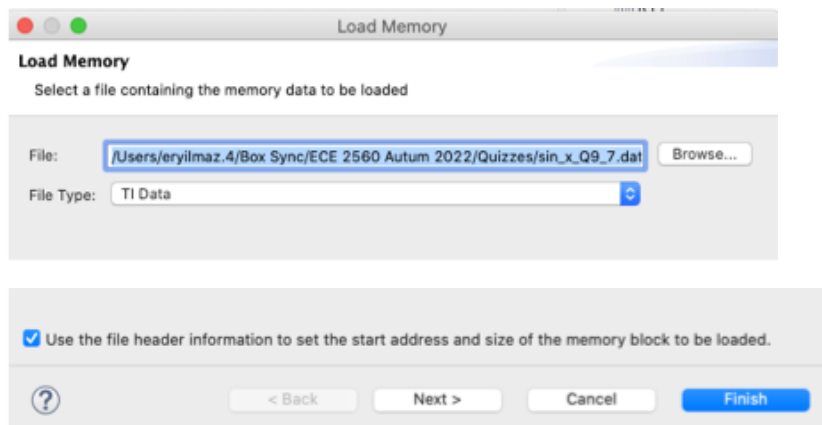 Load Memory
Load Memory
Select a file containing the memory data to be loaded
File: /Users/eryilmaz.4/Box Sync/ECE 2560 Autum 2022/Quizzes/sin_x_Q9_7.dat Browse...
File Type: TI Data
Use the file header information to set the start address and size of the memory block to be loaded.
? < Back Next > Cancel Finish